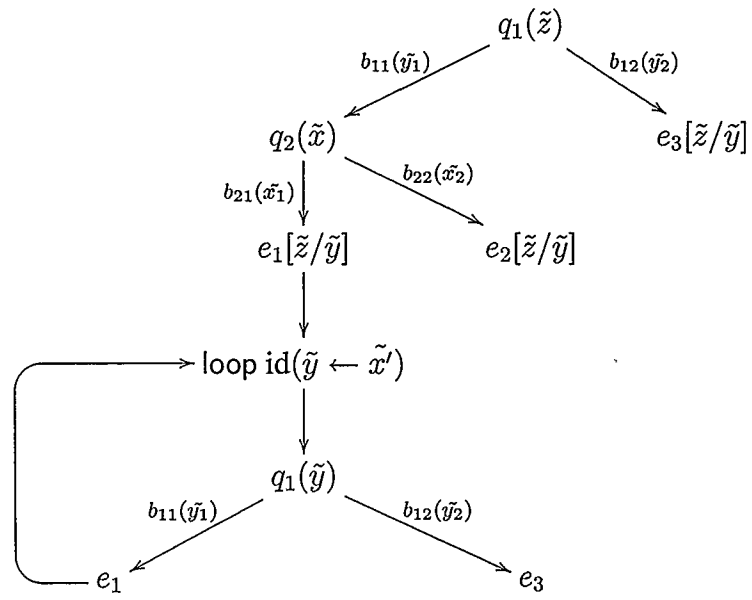 q₁(z̃)
b₁₁(ỹ₁) b₁₂(ỹ₂)
q₂(x̃) e₃[z̃/ỹ]
b₂₁(x̃₁) b₂₂(x̃₂)
e₁[z̃/ỹ] e₂[z̃/ỹ]
loop id(ỹ ← x̃′)
q₁(ỹ)
b₁₁(ỹ₁) b₁₂(ỹ₂)
e₁ e₃